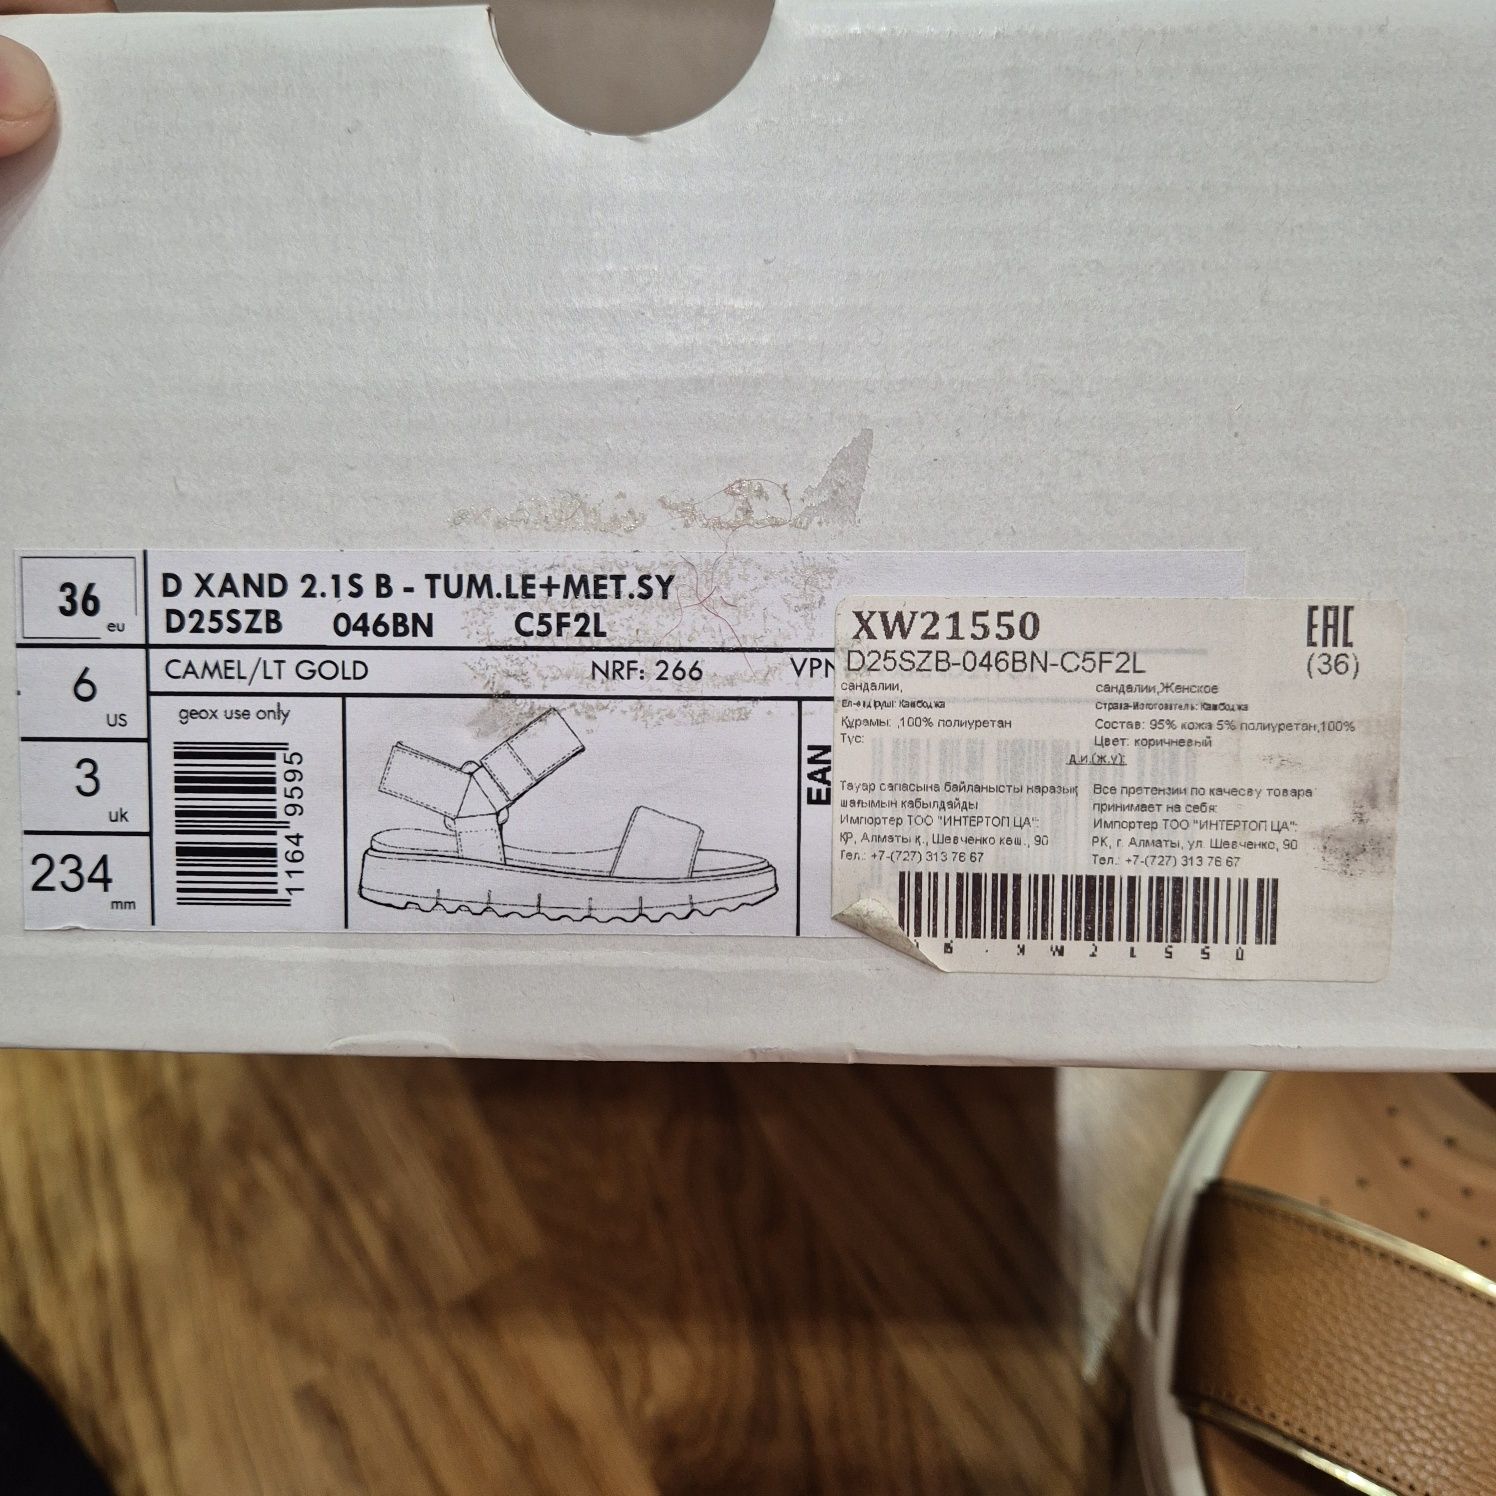 36 eu
D XAND 2.1S B - TUM.LE+MET.SY
D25SZB 046BN C5F2L
6 US
CAMEL/LT GOLD NRF: 266 VPN
3 uk
234 mm
geox use only
1164 9595
EAN
XW21550
EAC
D25SZB-046BN-C5F2L (36)
сандалии,
Құрамы: ,100% полиуретан
Түс:
Тауар сапасына байланысты наразық
шағымын кабылдайды
Импортер ТОО "ИНТЕРТОП ЦА":
ҚР, Алматы қ., Шевченко көш., 90
Тел.: +7-(727) 313 76 67
сандалии,Женское
Страна-Изготовитель: Камбоджа
Состав: 95% кожа 5% полиуретан,100%
Цвет: коричневый
Д.И.(Ж.У):
Все претензии по качесву товара
принимает на себя:
Импортер ТОО "ИНТЕРТОП ЦА":
РК, г. Алматы, ул. Шевченко, 90
Тел.: +7-(727) 313 76 67